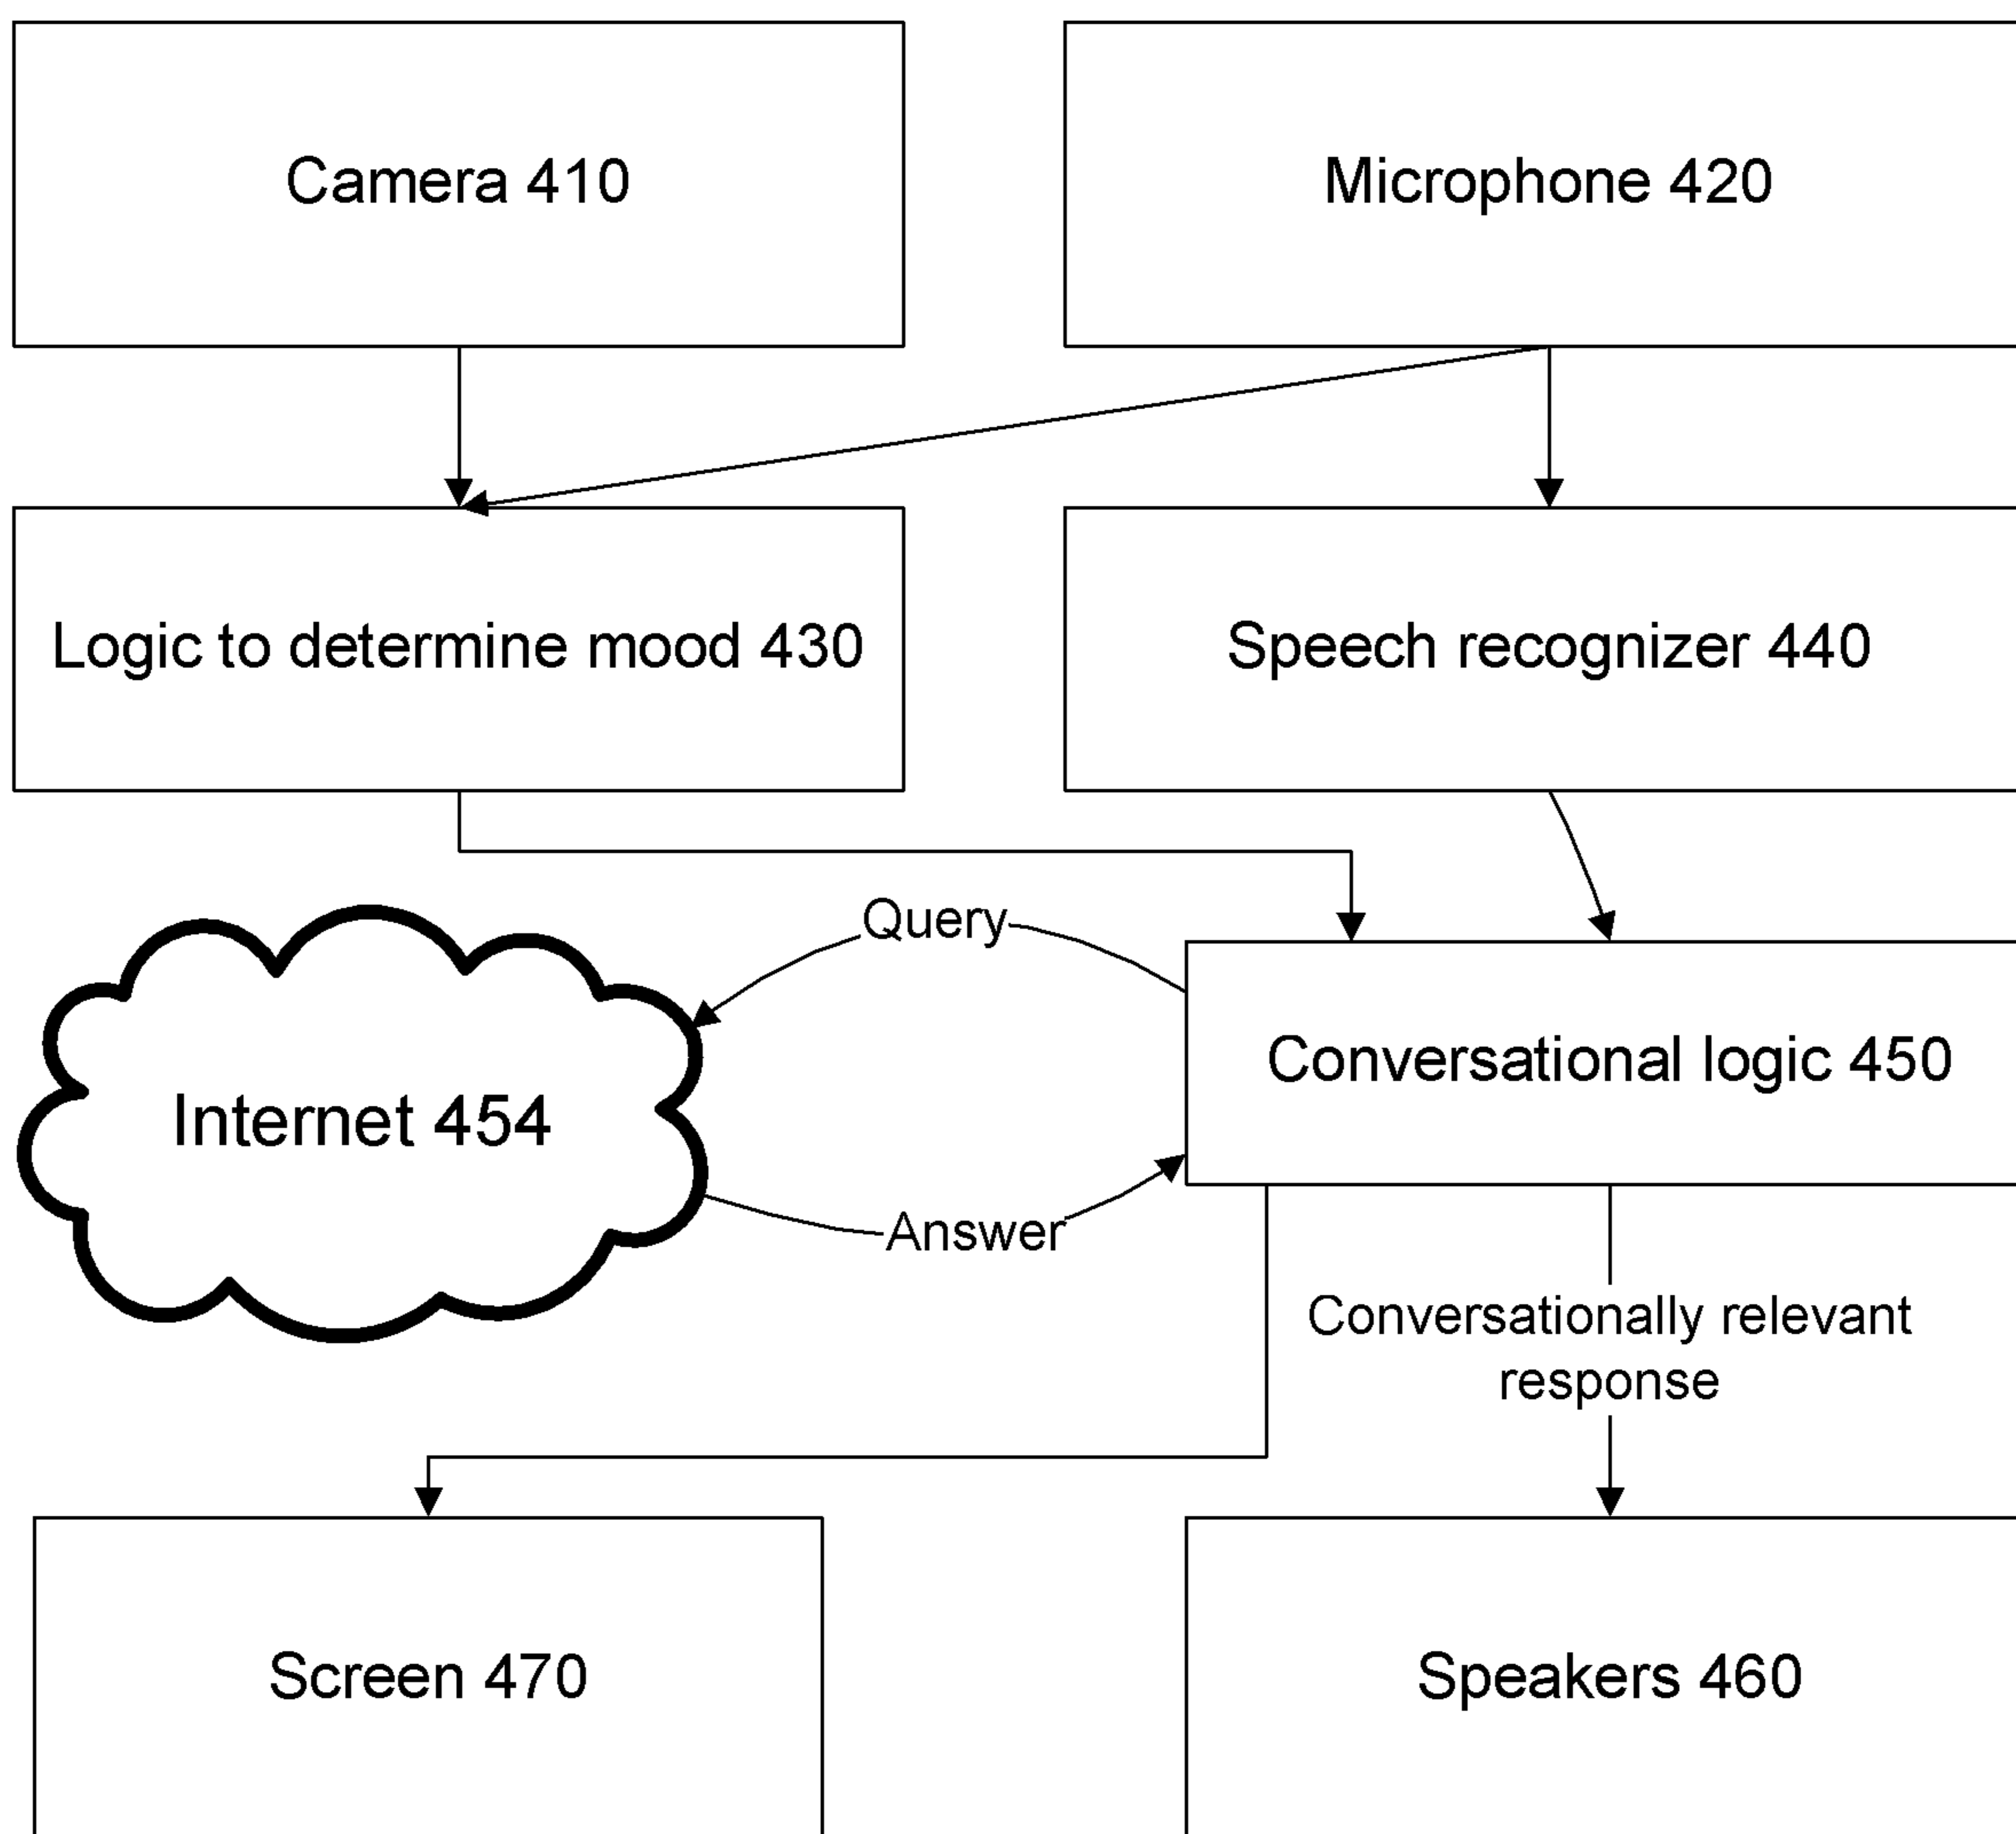 Camera 410
Microphone 420
Logic to determine mood 430
Speech recognizer 440
Query
Conversational logic 450
Internet 454
Answer
Conversationally relevant
response
Screen 470
Speakers 460